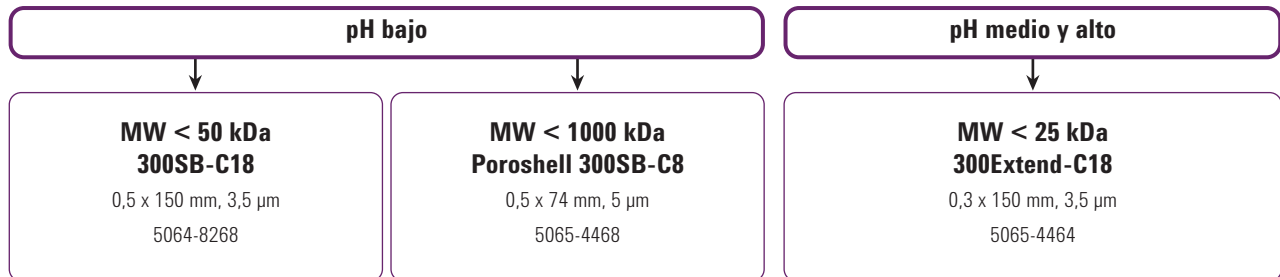 pH bajo
pH medio y alto
MW < 50 kDa
300SB-C18
0,5 x 150 mm, 3,5 µm
5064-8268
MW < 1000 kDa
Poroshell 300SB-C8
0,5 x 74 mm, 5 µm
5065-4468
MW < 25 kDa
300Extend-C18
0,3 x 150 mm, 3,5 µm
5065-4464